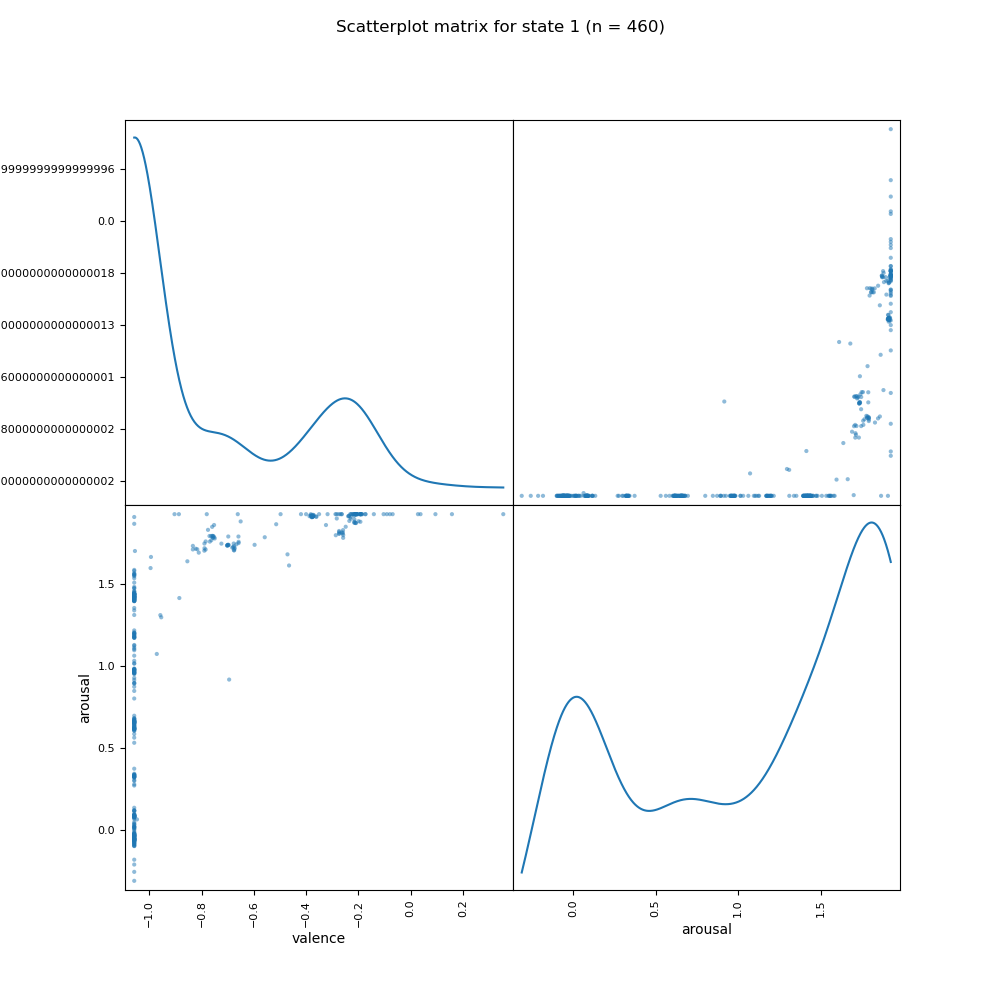 Scatterplot matrix for state 1 (n = 460)
9999999999999996
0.0
0000000000000018
0000000000000013
6000000000000001
8000000000000002
0000000000000002
1.5
1.0
0.5
0.0
arousal
−1.0 −0.8 −0.6 −0.4 −0.2 0.0 0.2
0.0 0.5 1.0 1.5
valence
arousal